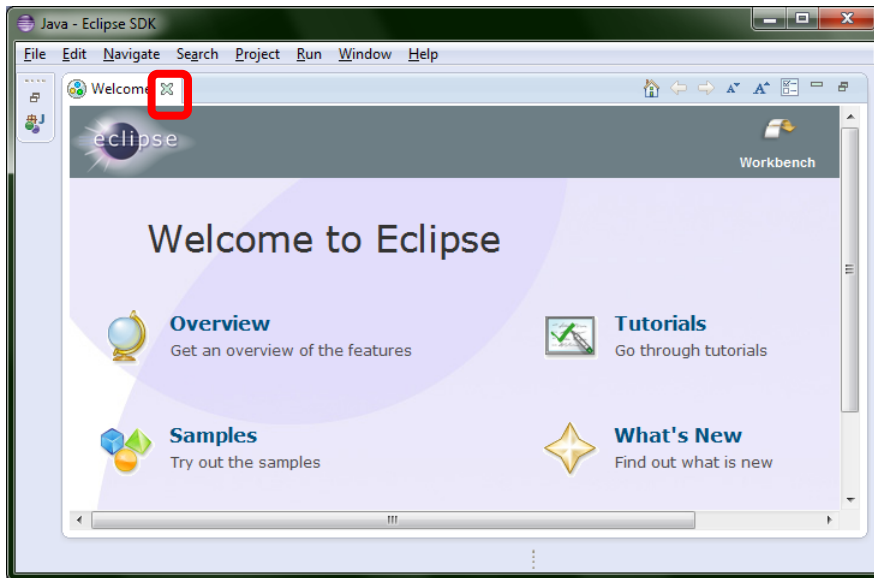 Java - Eclipse SDK
File Edit Navigate Search Project Run Window Help
Welcome
eclipse
Workbench
Welcome to Eclipse
Overview
Get an overview of the features
Tutorials
Go through tutorials
Samples
Try out the samples
What's New
Find out what is new